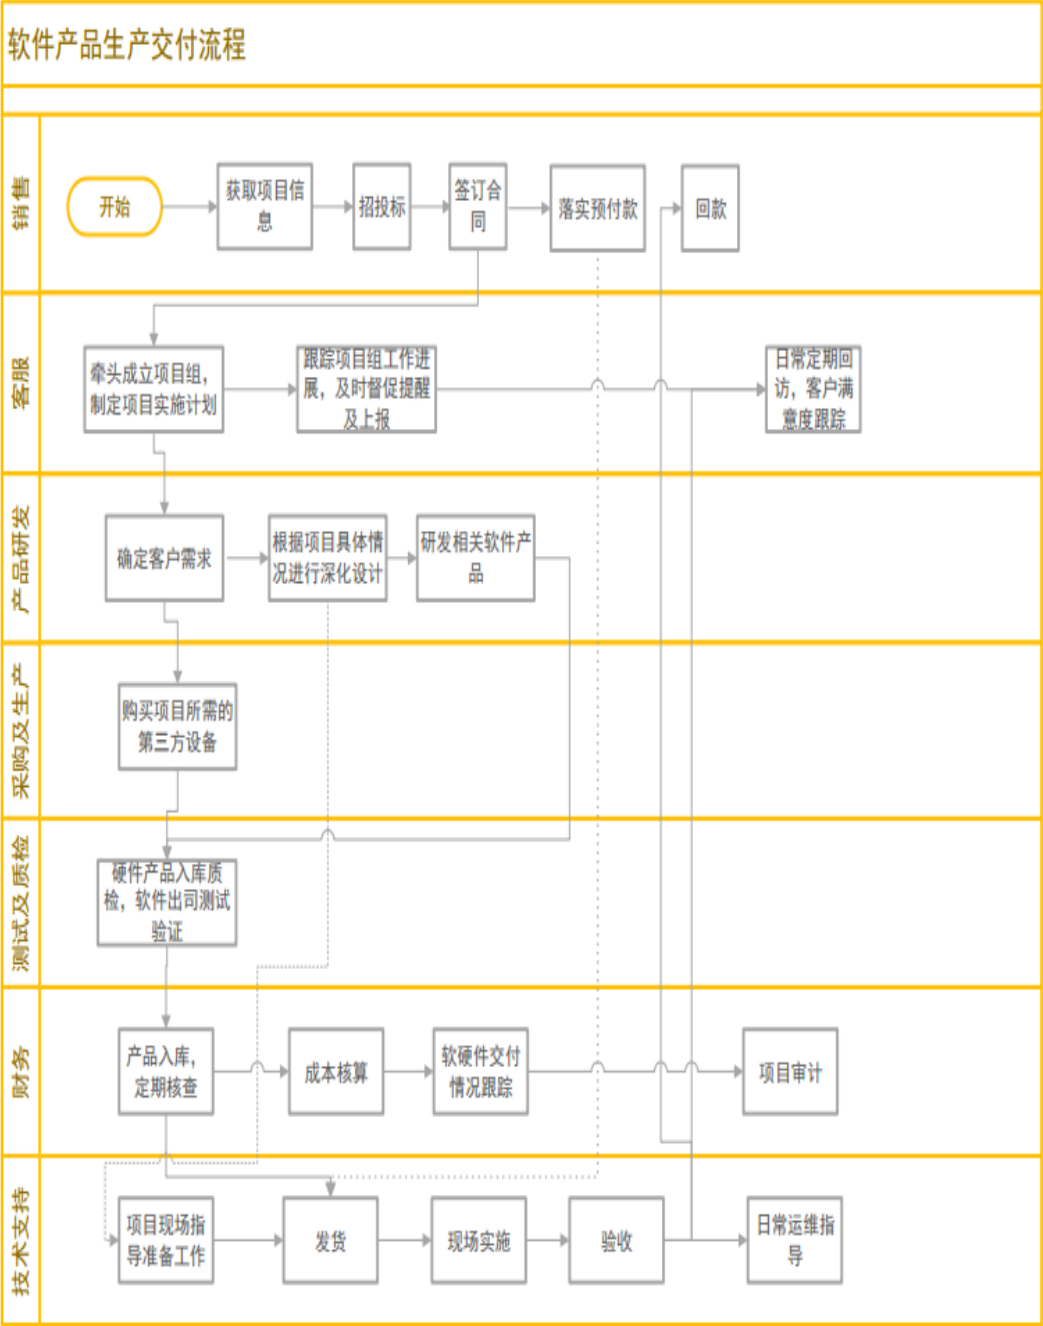 软件产品生产交付流程
销售
开始
获取项目信
息
招投标
签订合
同
落实预付款
回款
客服
牵头成立项目组，
制定项目实施计划
跟踪项目组工作进
展，及时督促提醒
及上报
日常定期回
访，客户满
意度跟踪
产品研发
确定客户需求
根据项目具体情
况进行深化设计
研发相关软件产
品
采购及生产
购买项目所需的
第三方设备
测试及质检
硬件产品入库质
检，软件出司测试
验证
财务
产品入库，
定期核查
成本核算
软硬件交付
情况跟踪
项目审计
技术支持
项目现场指
导准备工作
发货
现场实施
验收
日常运维指
导